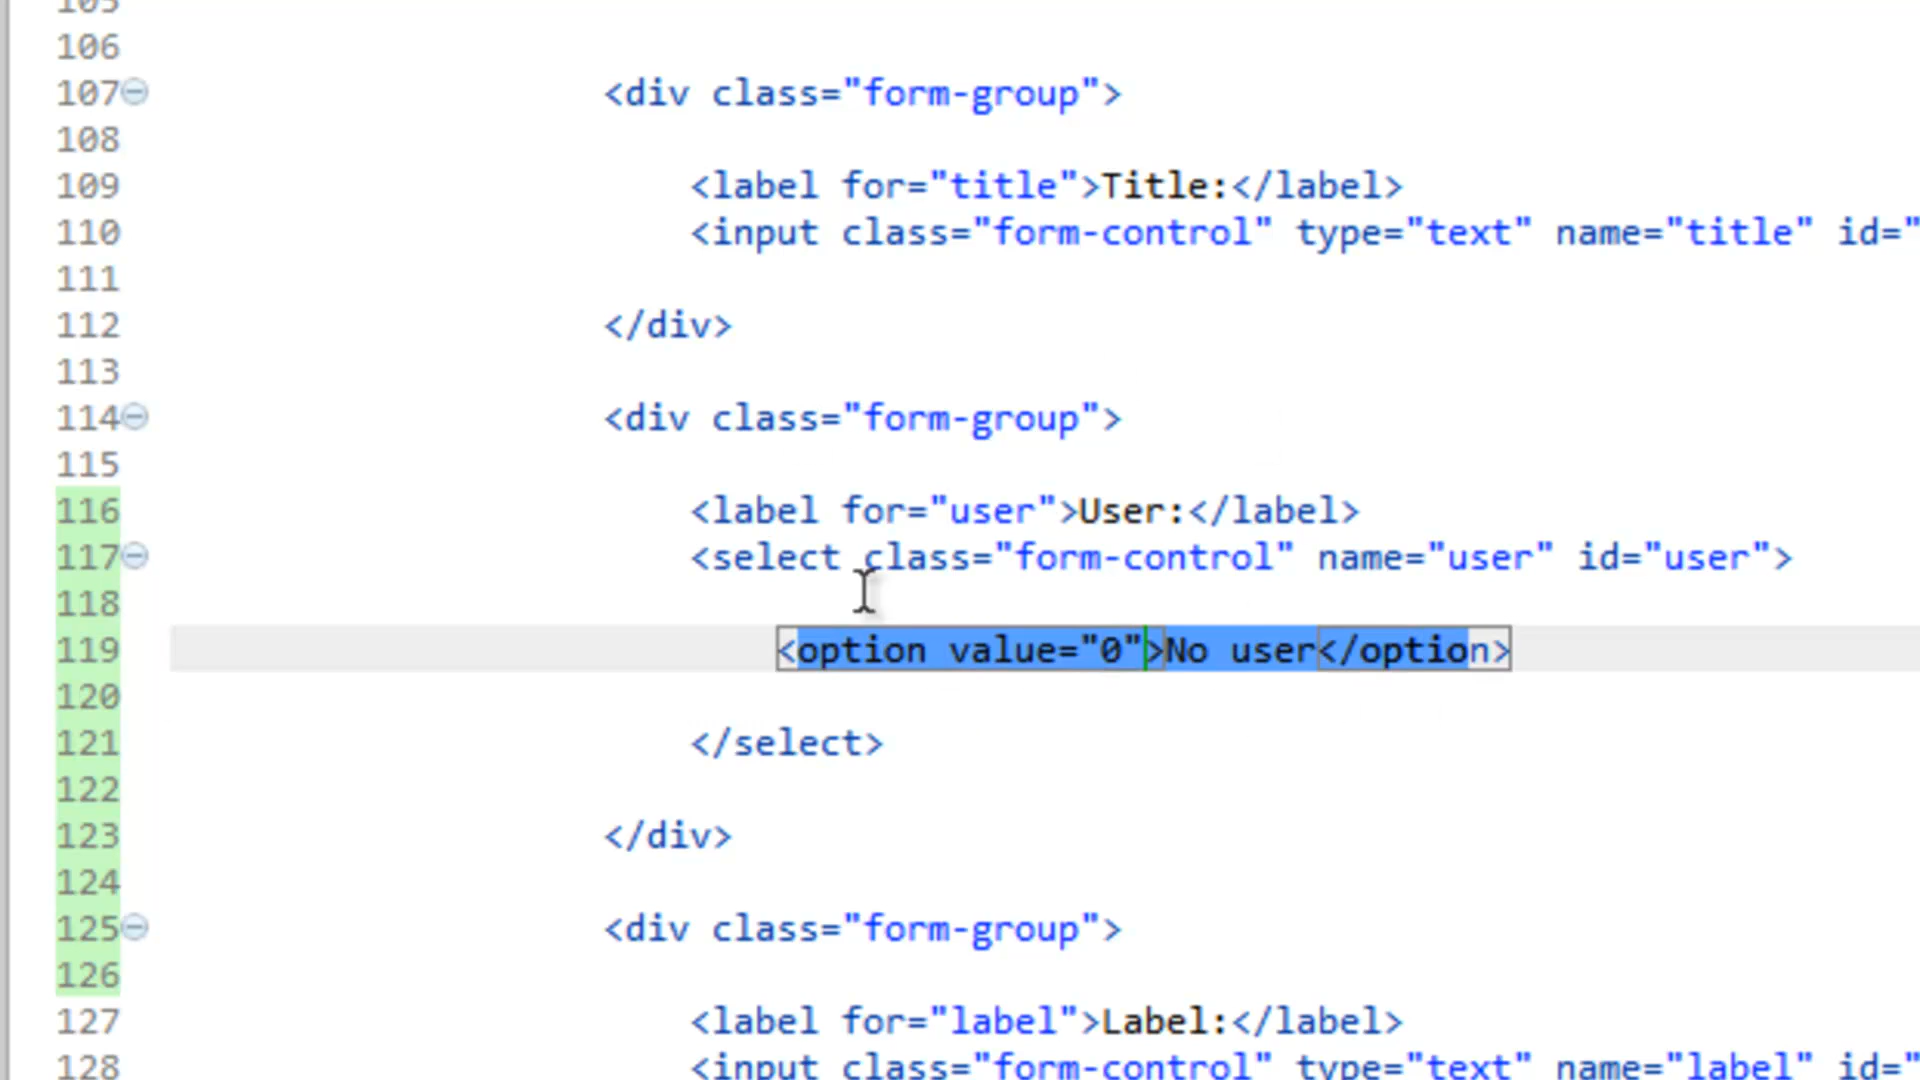 105
106
107 <div class="form-group">
108
109 <label for="title">Title:</label>
110 <input class="form-control" type="text" name="title" id="
111
112 </div>
113
114 <div class="form-group">
115
116 <label for="user">User:</label>
117 <select class="form-control" name="user" id="user">
118
119 <option value="0">No user</option>
120
121 </select>
122
123 </div>
124
125 <div class="form-group">
126
127 <label for="label">Label:</label>
128 <input class="form-control" type="text" name="label" id="